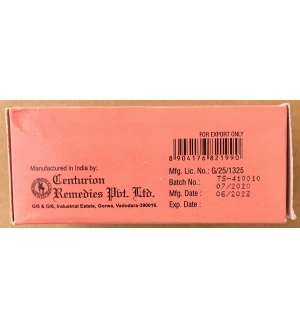 FOR EXPORT ONLY
8 904176 821990
Manufactured in India by:
Centurion
Remedies Pvt. Ltd.
G/5 & G/6, Industrial Estate, Gorwa, Vadodara-390016.
Mfg. Lic. No.: G/25/1325
Batch No.: TS-410010
Mfg. Date : 07/2020
Exp. Date : 06/2023